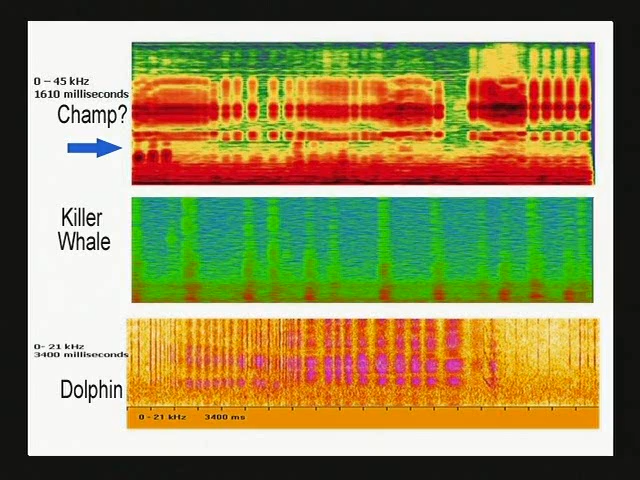 0 – 45 kHz
1610 milliseconds
Champ?
Killer
Whale
0- 21 kHz
3400 milliseconds
Dolphin
0 - 21 kHz 3400 ms